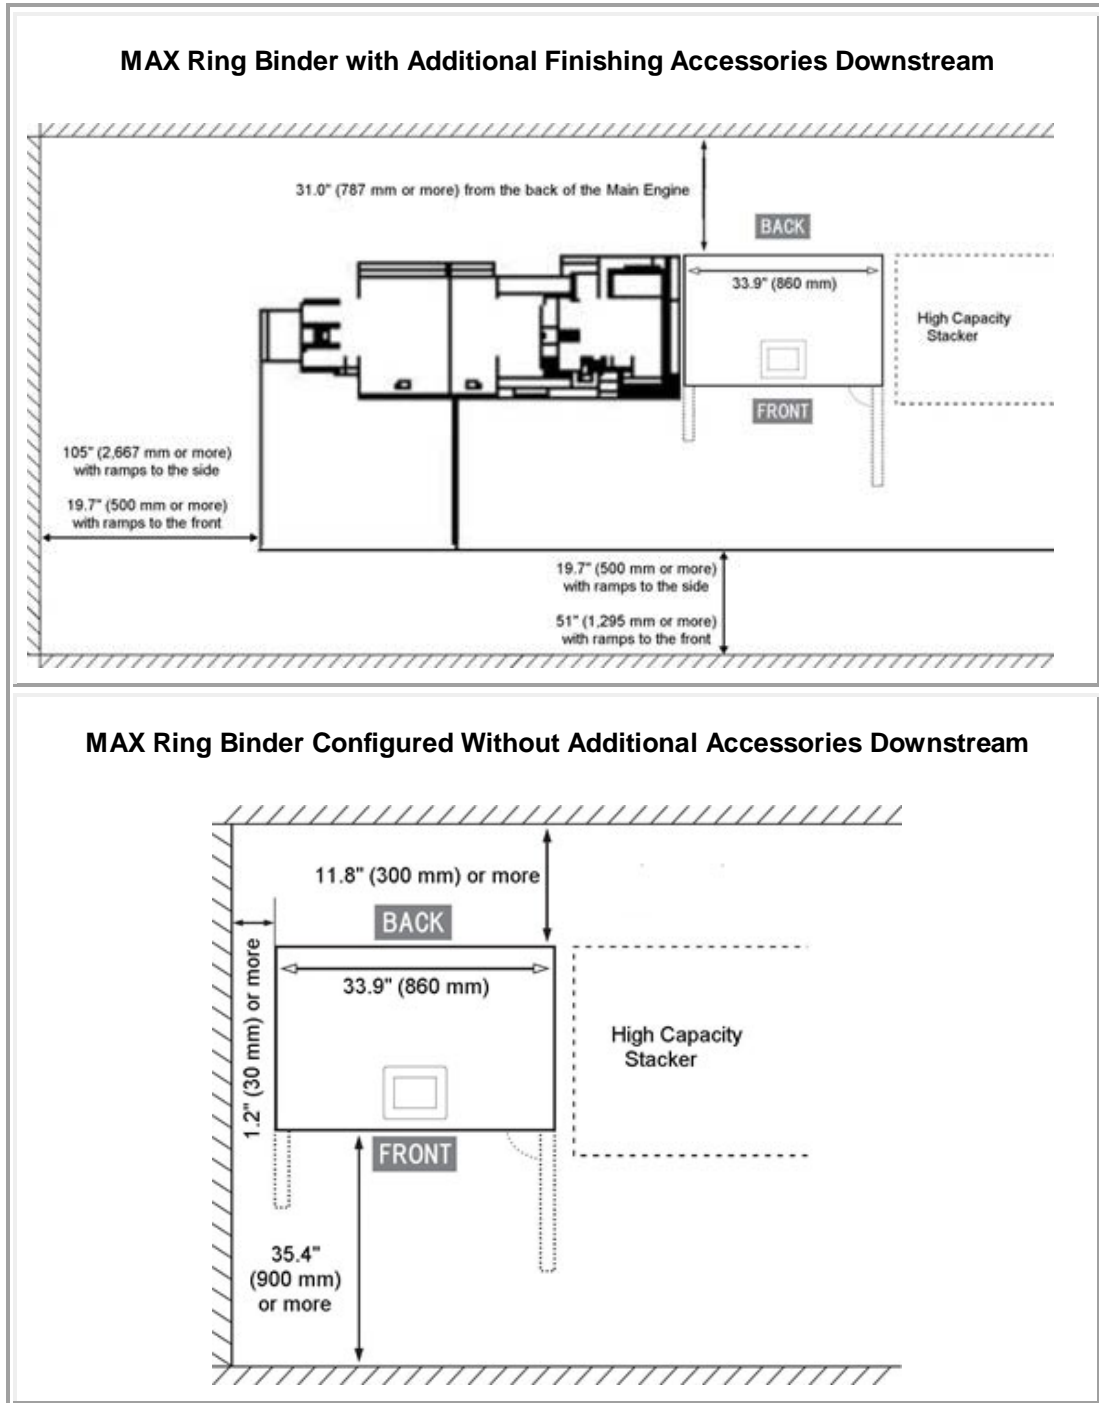 MAX Ring Binder with Additional Finishing Accessories Downstream
31.0" (787 mm or more) from the back of the Main Engine
BACK
33.9" (860 mm)
High Capacity
Stacker
FRONT
105" (2,667 mm or more)
with ramps to the side
19.7" (500 mm or more)
with ramps to the front
19.7" (500 mm or more)
with ramps to the side
51" (1,295 mm or more)
with ramps to the front
MAX Ring Binder Configured Without Additional Accessories Downstream
11.8" (300 mm) or more
BACK
1.2" (30 mm) or more
33.9" (860 mm)
High Capacity
Stacker
FRONT
35.4"
(900 mm)
or more